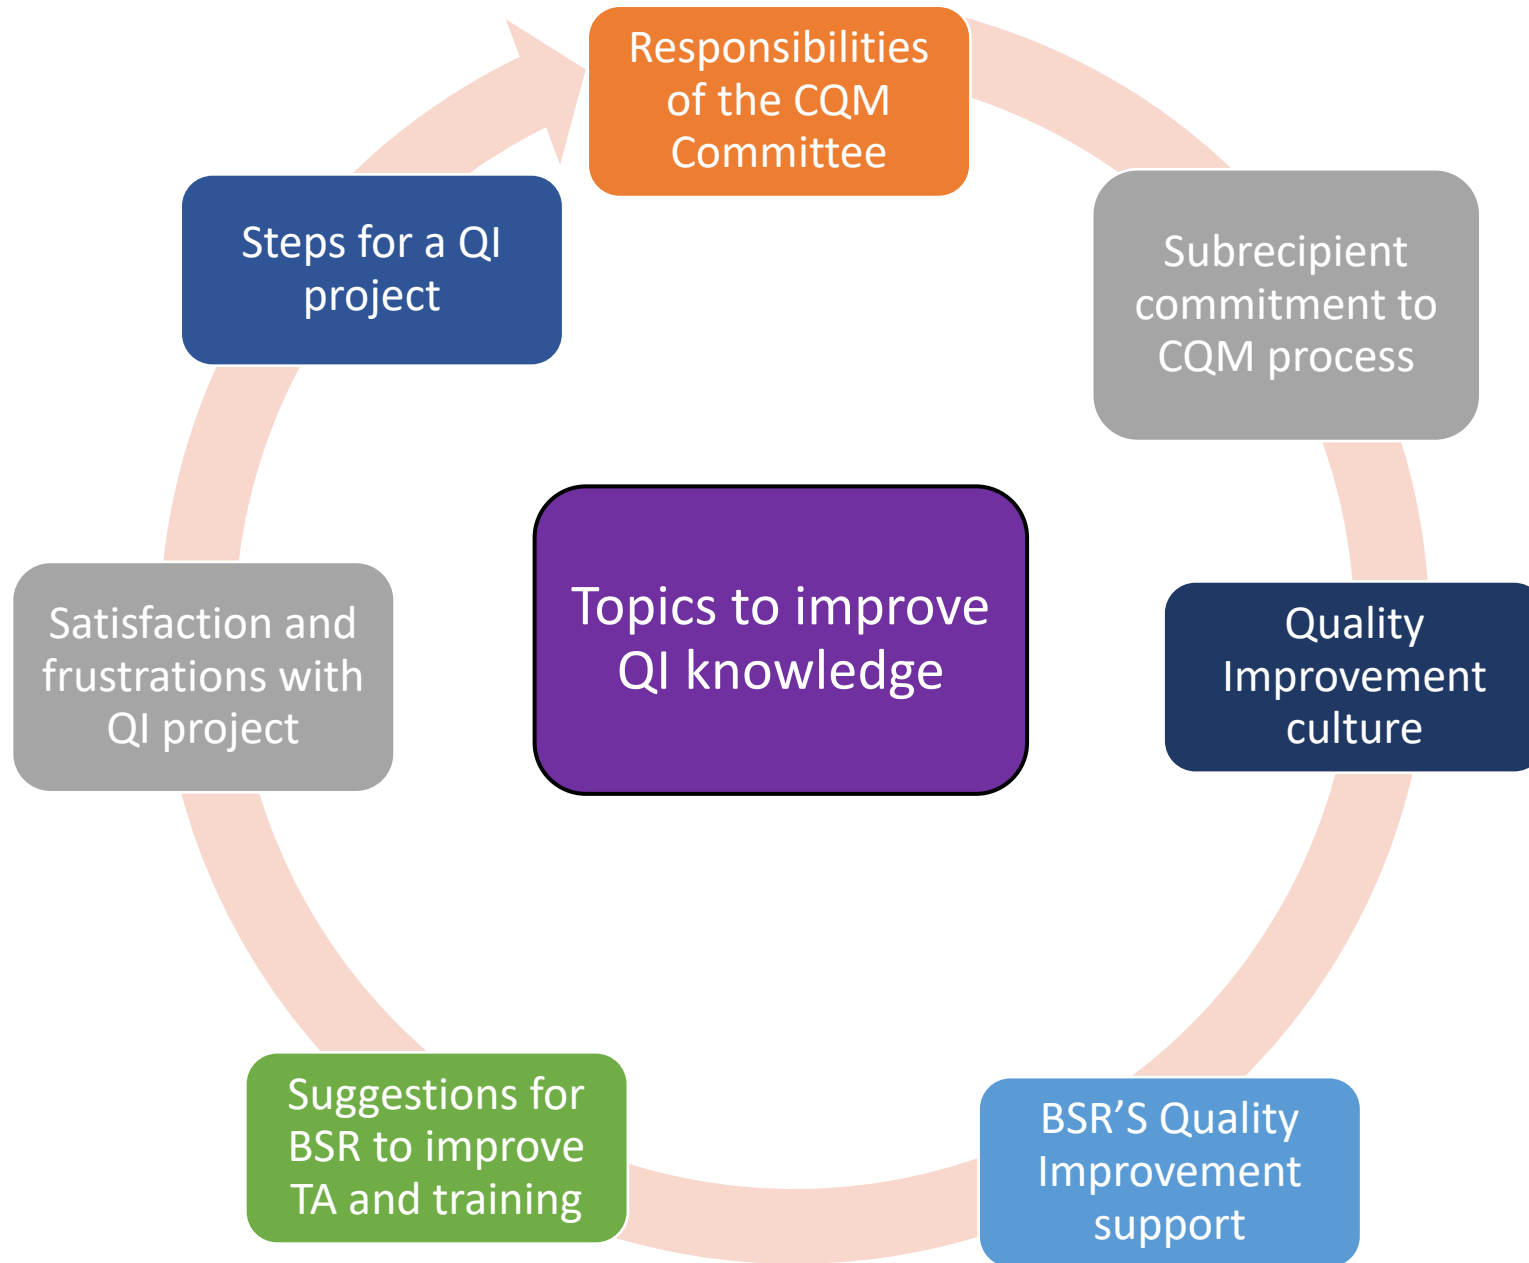 Responsibilities
of the CQM
Committee
Subrecipient
commitment to
CQM process
Quality
Improvement
culture
BSR'S Quality
Improvement
support
Suggestions for
BSR to improve
TA and training
Satisfaction and
frustrations with
QI project
Steps for a QI
project
Topics to improve
QI knowledge